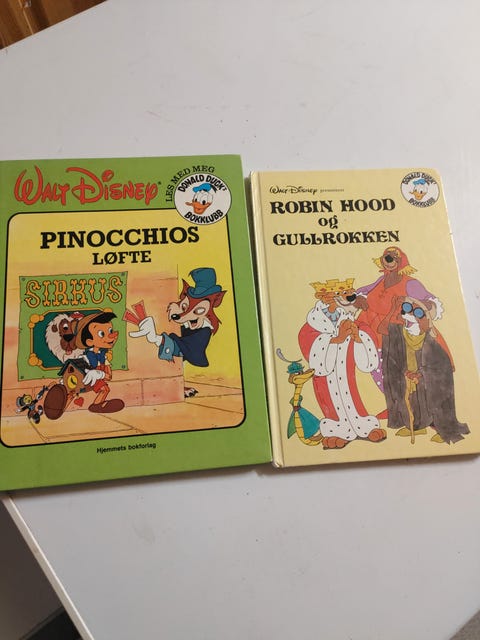 WALT DISNEY
LES MED MEG
DONALD DUCK'
BOKKLUBB
PINOCCHIOS
LØFTE
SIRKUS
Hjemmets bokforlag
WALT DISNEY presenterer
DONALD DUCK'
BOKKLUBB
ROBIN HOOD
og
GULLROKKEN